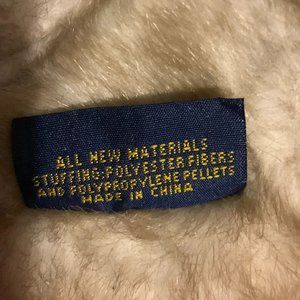 ALL NEW MATERIALS
STUFFING:POLYESTER FIBERS
AND POLYPROPYLENE PELLETS
MADE IN CHINA